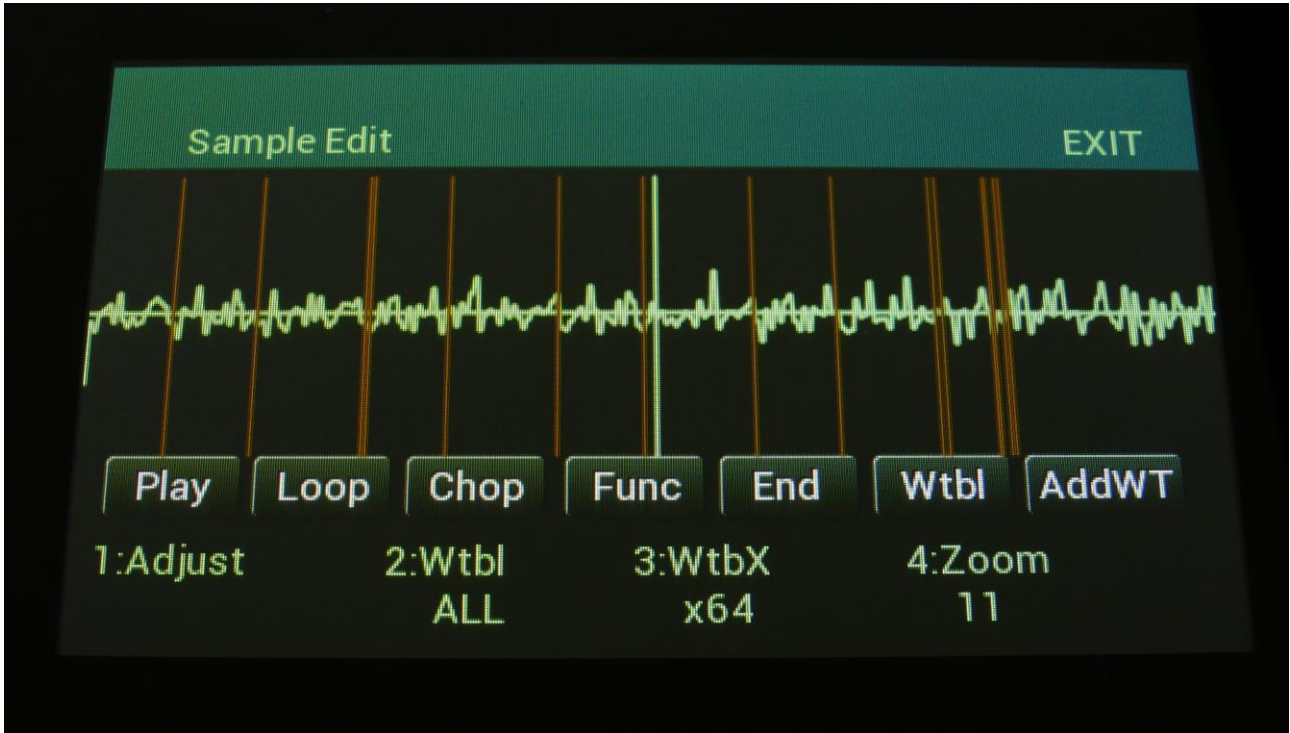 Sample Edit EXIT
Play Loop Chop Func End Wtbl AddWT
1:Adjust 2:Wtbl 3:WtbX 4:Zoom
ALL x64 11